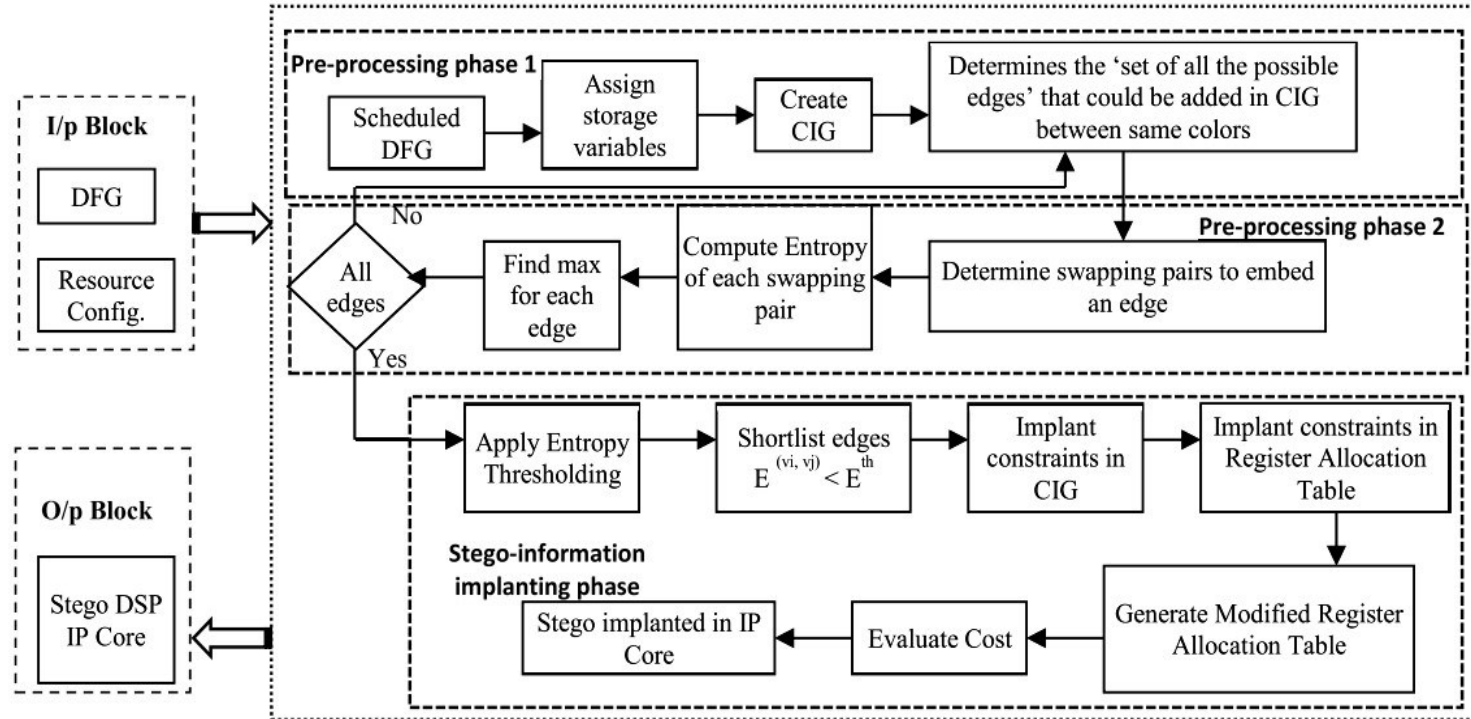 I/p Block
DFG
Resource
Config.
O/p Block
Stego DSP
IP Core
Pre-processing phase 1
Scheduled
DFG
Assign
storage
variables
Create
CIG
Determines the ‘set of all the possible
edges’ that could be added in CIG
between same colors
Pre-processing phase 2
Determine swapping pairs to embed
an edge
Compute Entropy
of each swapping
pair
Find max
for each
edge
All
edges
No
Yes
Apply Entropy
Thresholding
Shortlist edges
E (vi, vj) < E th
Implant
constraints in
CIG
Implant constraints in
Register Allocation
Table
Stego-information
implanting phase
Generate Modified Register
Allocation Table
Evaluate Cost
Stego implanted in IP
Core